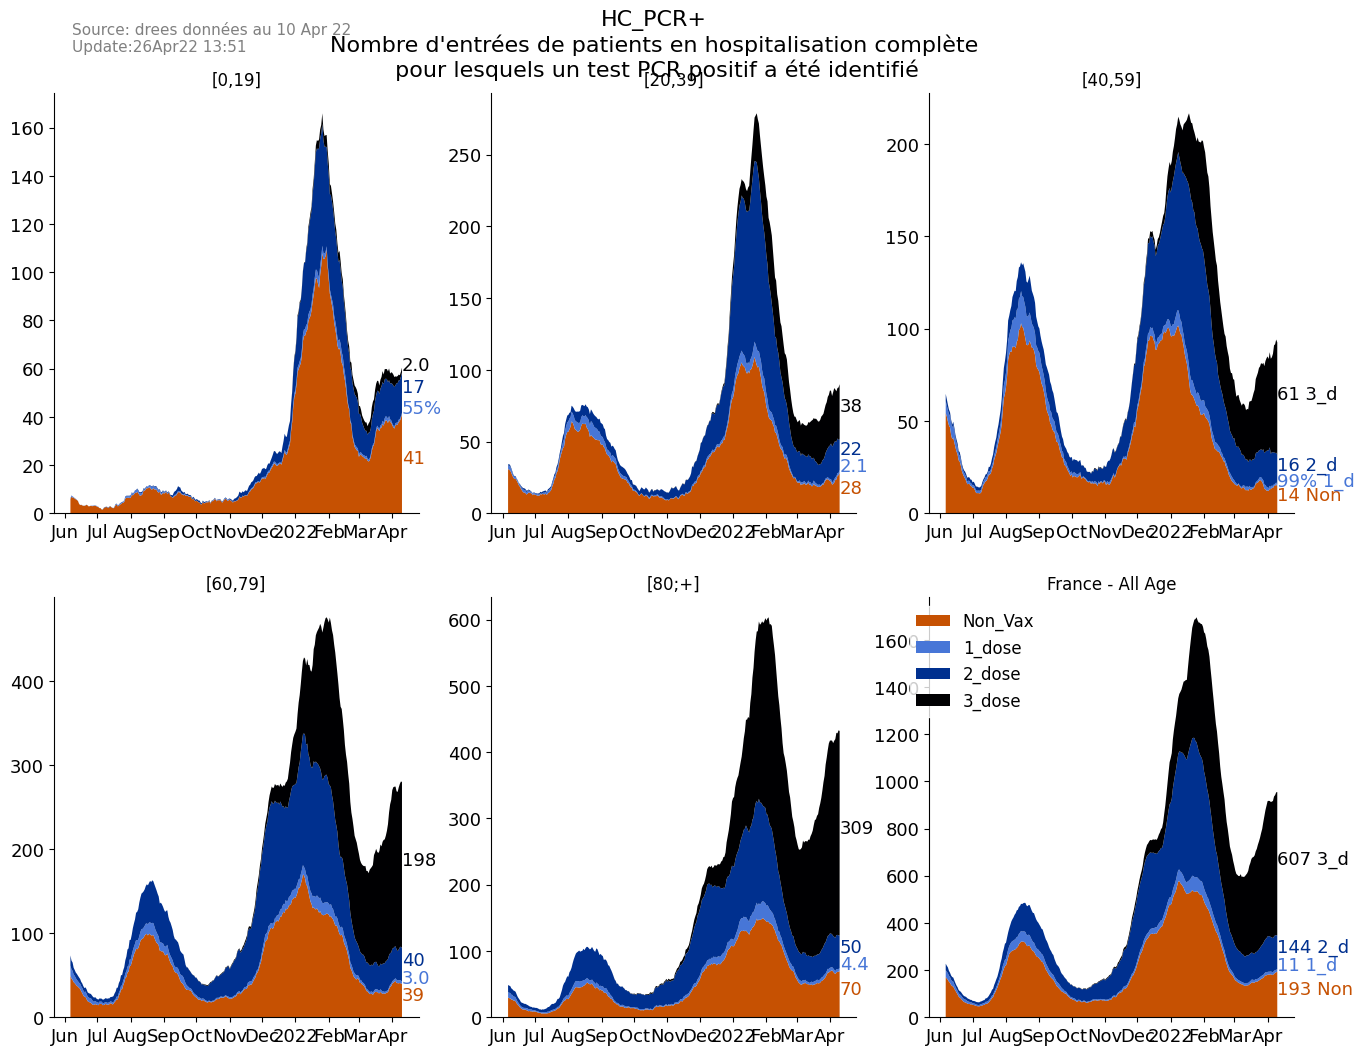 Source: drees données au 10 Apr 22
Update:26Apr22 13:51
HC_PCR+
Nombre d'entrées de patients en hospitalisation complète
pour lesquels un test PCR positif a été identifié
[0,19]
160
140
120
100
80
60
40
20
0
2.0
17
55%
41
Jun Jul Aug Sep Oct Nov Dec 2022 Feb Mar Apr
[20,39]
250
200
150
100
50
0
38
22
2.1
28
Jun Jul Aug Sep Oct Nov Dec 2022 Feb Mar Apr
[40,59]
200
150
100
50
0
61 3_d
16 2_d
99% 1_d
14 Non
Jun Jul Aug Sep Oct Nov Dec 2022 Feb Mar Apr
[60,79]
400
300
200
100
0
198
40
3.0
39
Jun Jul Aug Sep Oct Nov Dec 2022 Feb Mar Apr
[80;+]
600
500
400
300
200
100
0
309
50
4.4
70
Jun Jul Aug Sep Oct Nov Dec 2022 Feb Mar Apr
France - All Age
Non_Vax
1_dose
2_dose
3_dose
1600
1400
1200
1000
800
600
400
200
0
607 3_d
144 2_d
11 1_d
193 Non
Jun Jul Aug Sep Oct Nov Dec 2022 Feb Mar Apr